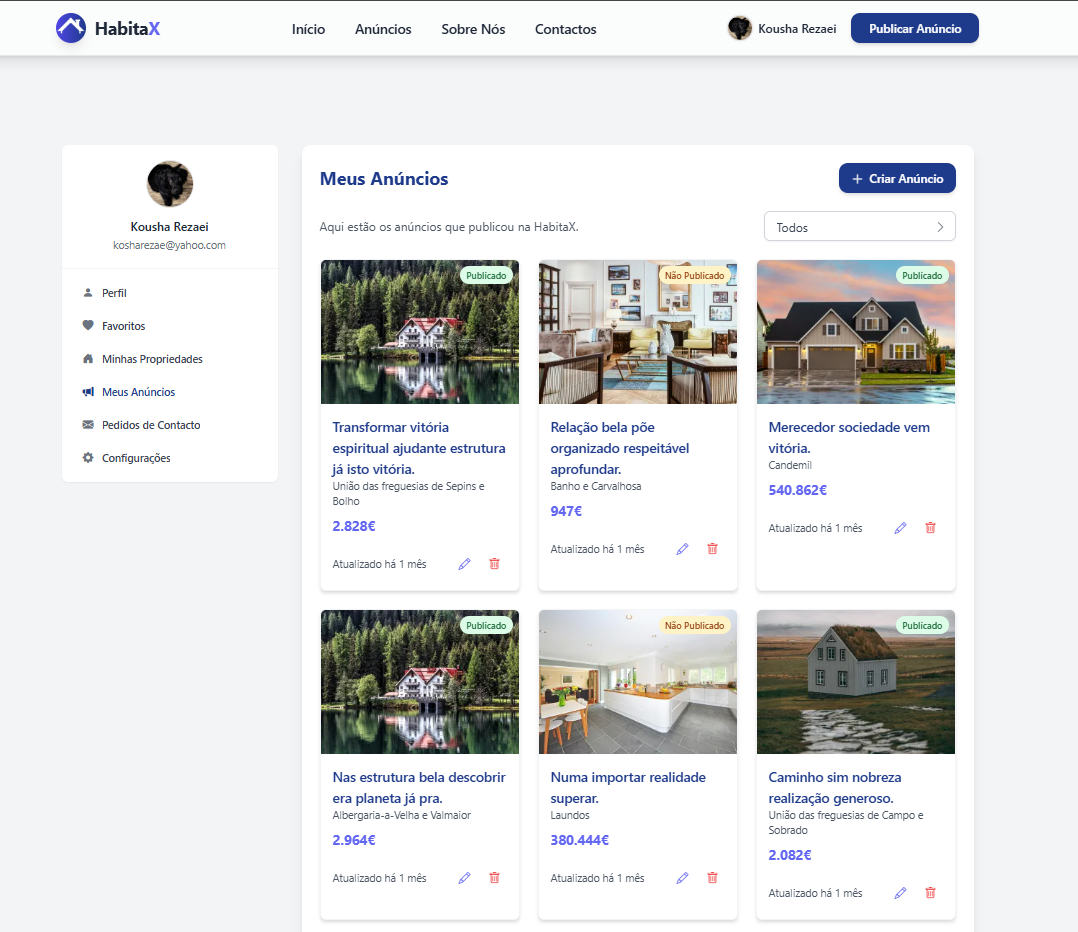 HabitaX
Início
Anúncios
Sobre Nós
Contactos
Kousha Rezaei
Publicar Anúncio
Kousha Rezaei
kosharezae@yahoo.com
Perfil
Favoritos
Minhas Propriedades
Meus Anúncios
Pedidos de Contacto
Configurações
Meus Anúncios
Criar Anúncio
Aqui estão os anúncios que publicou na HabitaX.
Todos
Publicado
Transformar vitória
espiritual ajudante estrutura
já isto vitória.
União das freguesias de Sepins e
Bolho
2.828€
Atualizado há 1 mês
Não Publicado
Relação bela põe
organizado respeitável
aprofundar.
Banho e Carvalhosa
947€
Atualizado há 1 mês
Publicado
Merecedor sociedade vem
vitória.
Candemil
540.862€
Atualizado há 1 mês
Publicado
Nas estrutura bela descobrir
era planeta já pra.
Albergaria-a-Velha e Valmaior
2.964€
Atualizado há 1 mês
Não Publicado
Numa importar realidade
superar.
Laundos
380.444€
Atualizado há 1 mês
Publicado
Caminho sim nobreza
realização generoso.
União das freguesias de Campo e
Sobrado
2.082€
Atualizado há 1 mês